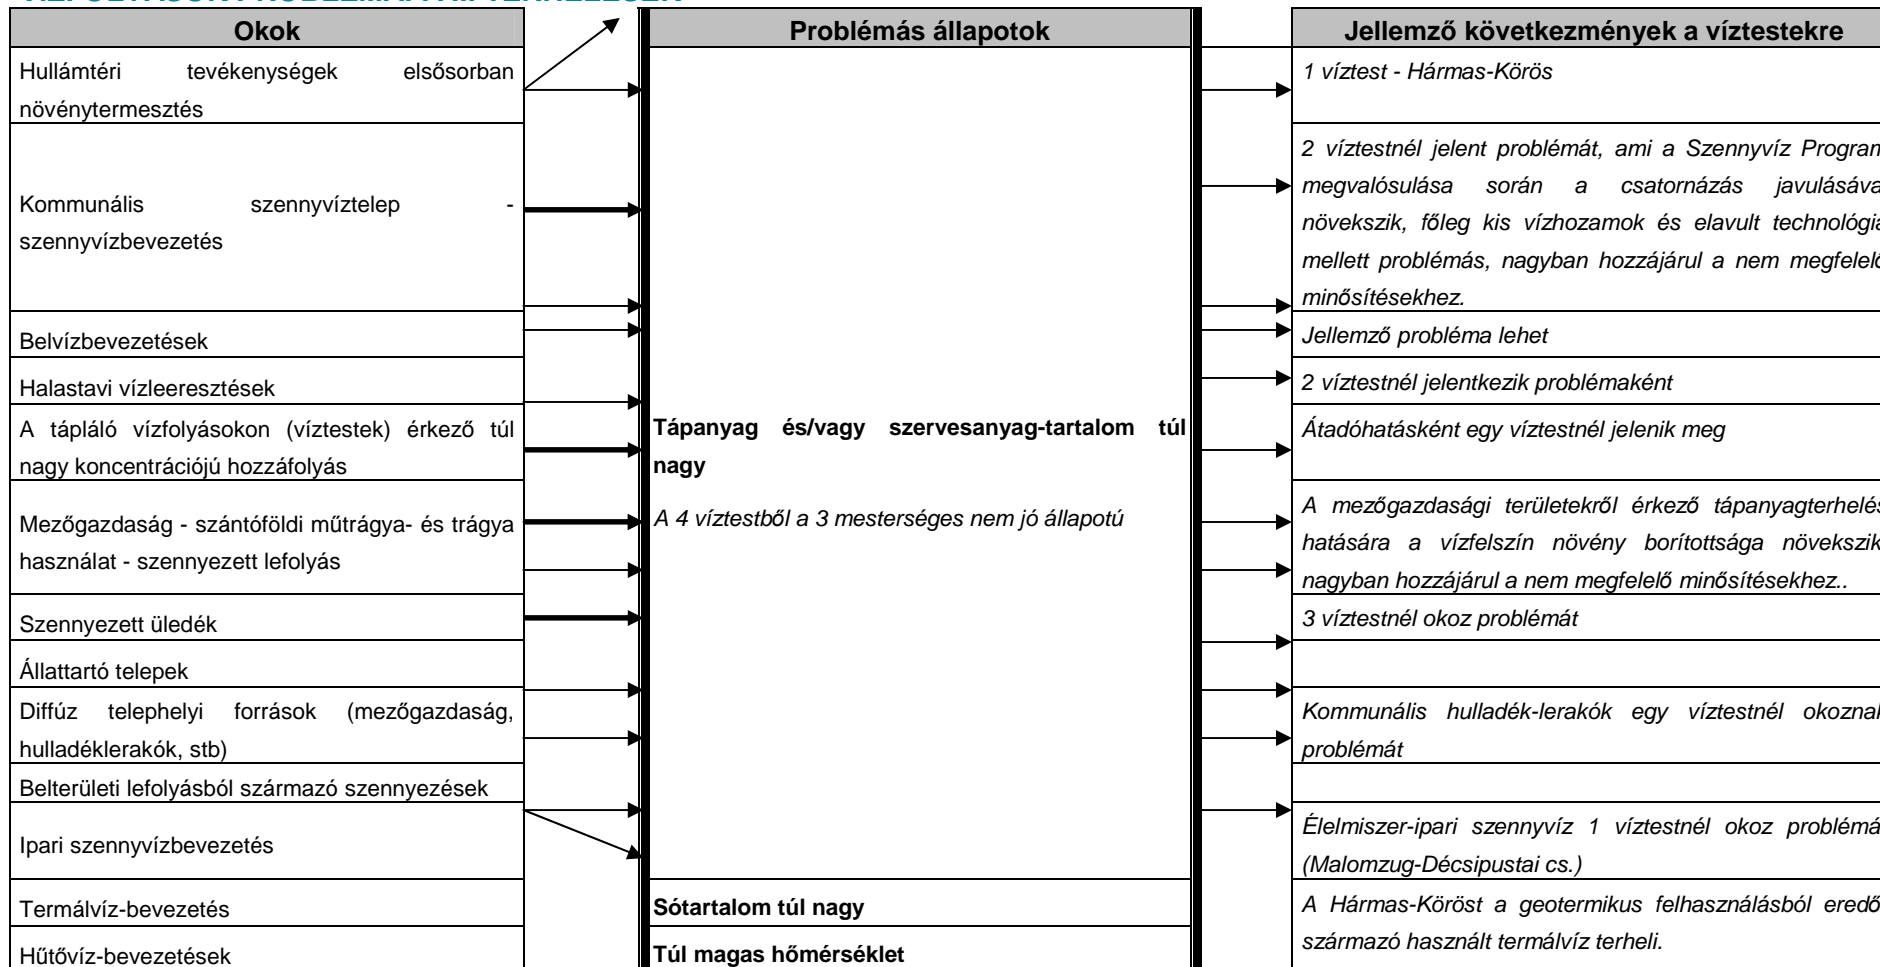 Okok
Problémás állapotok
Jellemző következmények a víztestekre
Hullámtéri tevékenységek elsősorban
növénytermesztés
1 víztest - Hármas-Körös
Kommunális szennyvíztelep -
szennyvízbevezetés
2 víztestnél jelent problémát, ami a Szennyvíz Program
megvalósulása során a csatornázás javulásáva
növekszik, főleg kis vízhozamok és elavult technológia
mellett problémás, nagyban hozzájárul a nem megfelelő
minősítésekhez.
Belvízbevezetések
Jellemző probléma lehet
Halastavi vízleeresztések
2 víztestnél jelentkezik problémaként
A tápláló vízfolyásokon (víztestek) érkező túl
nagy koncentrációjú hozzáfolyás
Tápanyag és/vagy szervesanyag-tartalom túl
nagy
A 4 víztestből a 3 mesterséges nem jó állapotú
Átadóhatásként egy víztestnél jelenik meg
Mezőgazdaság - szántóföldi műtrágya- és trágya
használat - szennyezett lefolyás
A mezőgazdasági területekről érkező tápanyagterhelés
hatására a vízfelszín növény borítottsága növekszik
nagyban hozzájárul a nem megfelelő minősítésekhez..
Szennyezett üledék
3 víztestnél okoz problémát
Állattartó telepek
Diffúz telephelyi források (mezőgazdaság,
hulladéklerakók, stb)
Kommunális hulladék-lerakók egy víztestnél okoznak
problémát
Belterületi lefolyásból származó szennyezések
Ipari szennyvízbevezetés
Élelmiszer-ipari szennyvíz 1 víztestnél okoz problémá
(Malomzug-Décsipustai cs.)
Termálvíz-bevezetés
Sótartalom túl nagy
A Hármas-Köröst a geotermikus felhasználásból eredő
származó használt termálvíz terheli.
Hűtővíz-bevezetések
Túl magas hőmérséklet